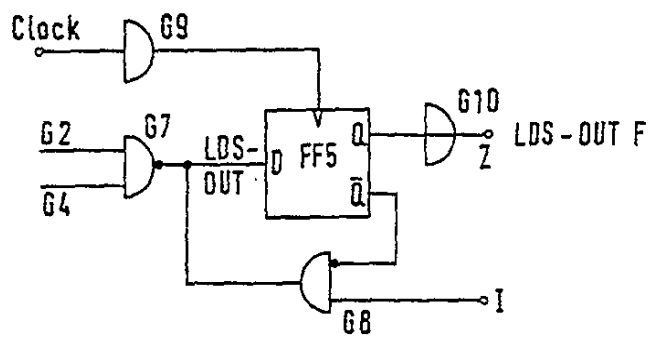 Clock
G9
G2
G7
LDS-
OUT
G4
D
FF5
Q
Q̅
G10
Z
LDS-OUT F
G8
I